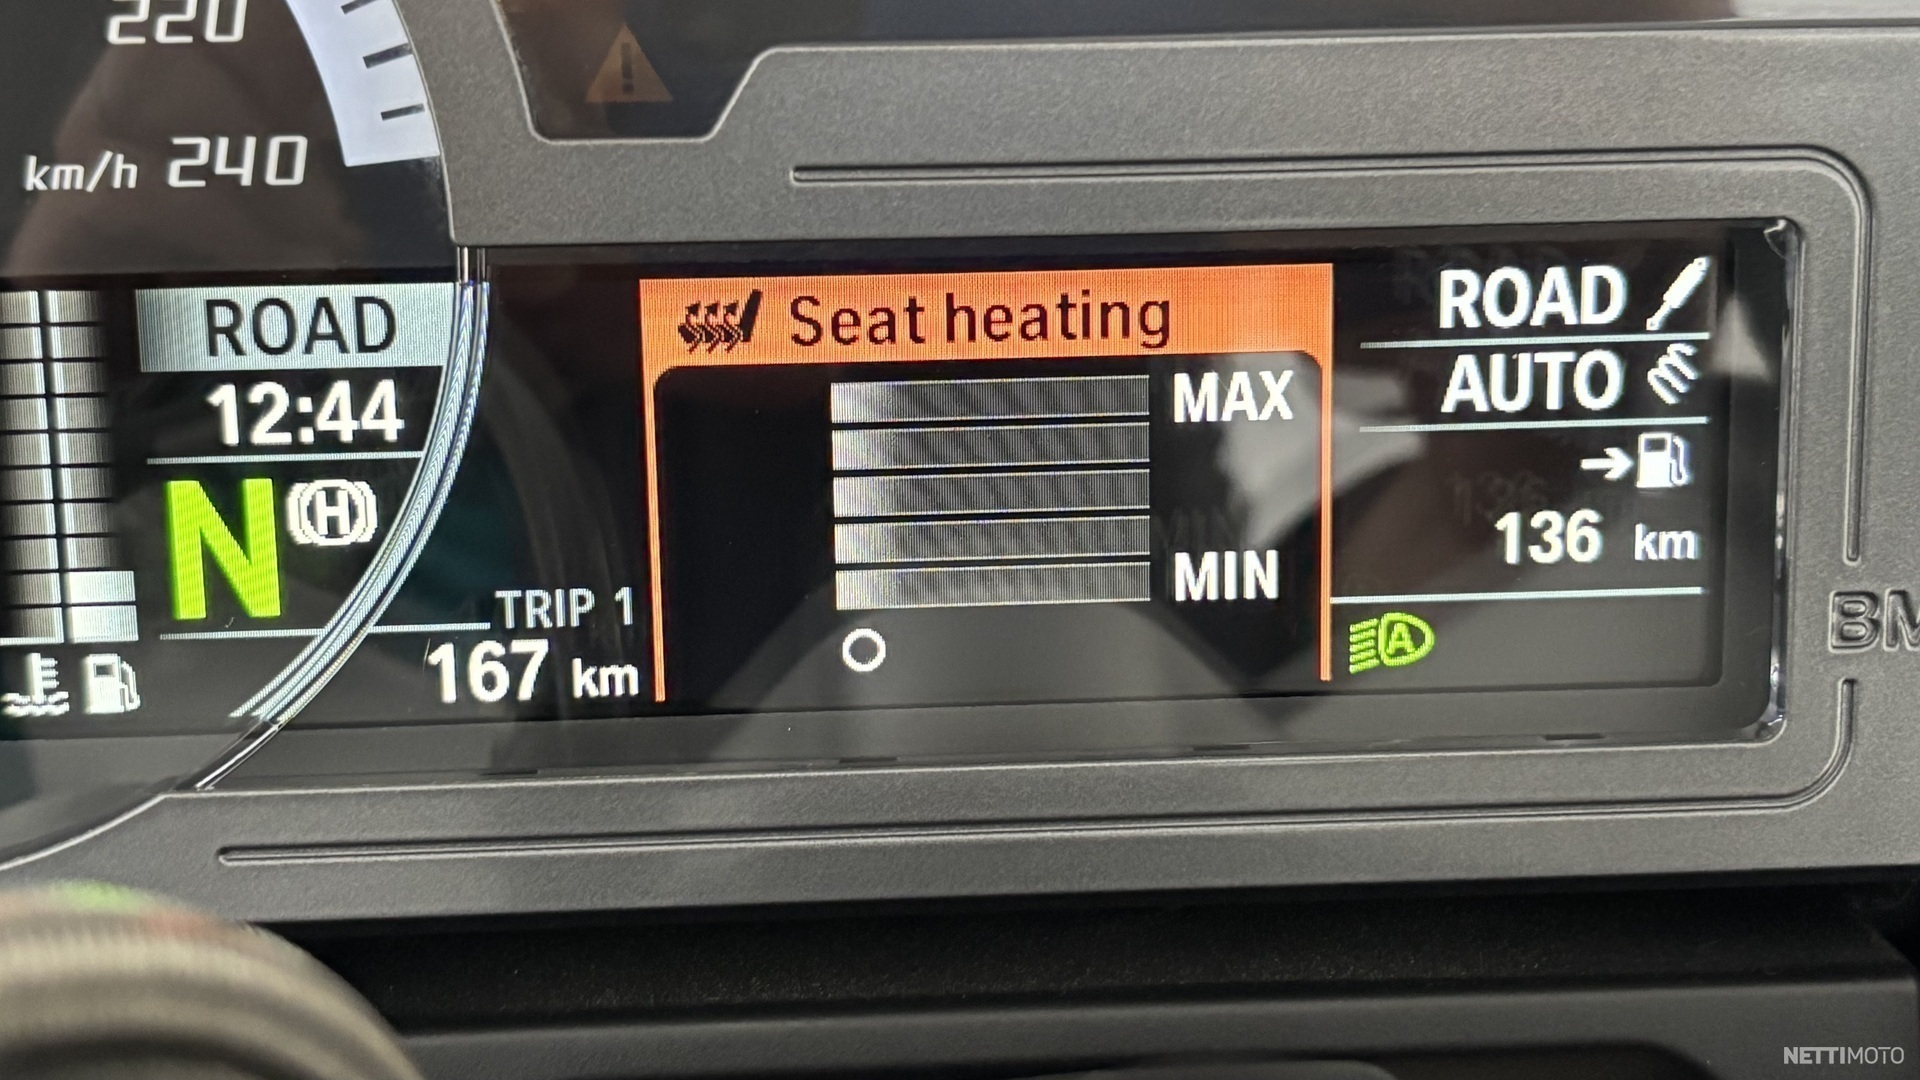 220
km/h 240
ROAD
12:44
N (H)
TRIP 1
167 km
Seat heating
MAX
MIN
ROAD
AUTO
136 km
A
BM
NETTIMOTO